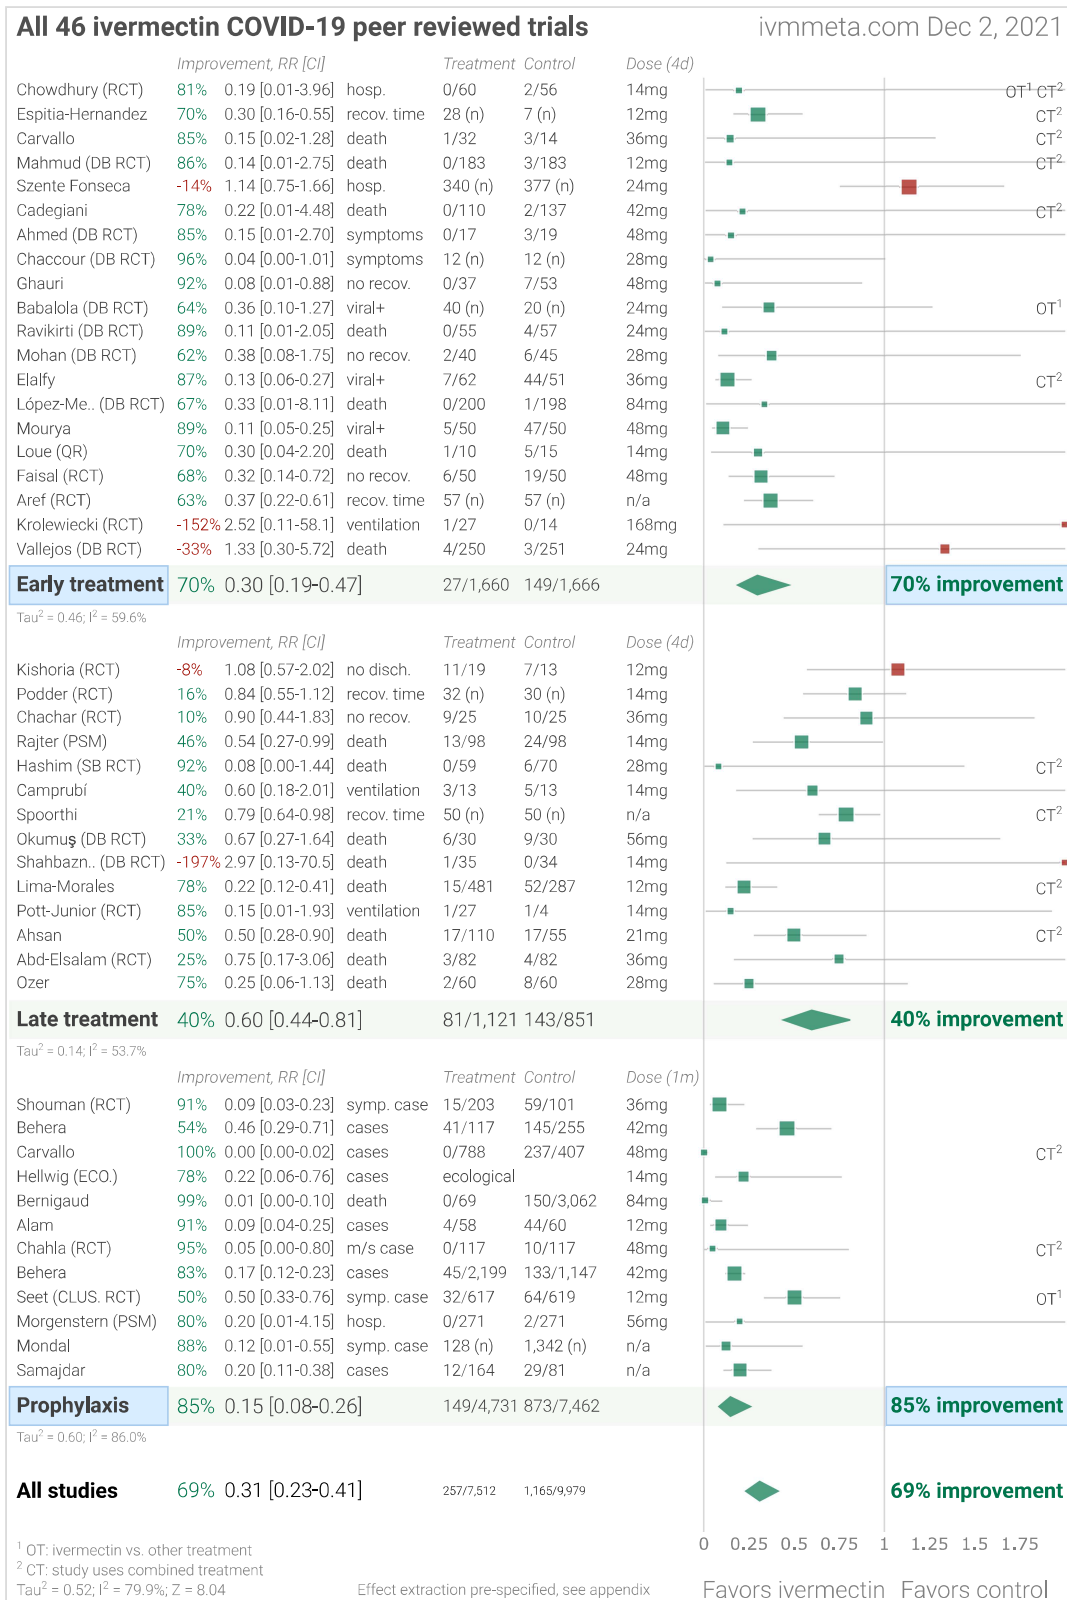 All 46 ivermectin COVID-19 peer reviewed trials ivmmeta.com Dec 2, 2021
Improvement, RR [CI] Treatment Control Dose (4d)
Chowdhury (RCT) 81% 0.19 [0.01-3.96] hosp. 0/60 2/56 14mg OT¹ CT²
Espitia-Hernandez 70% 0.30 [0.16-0.55] recov. time 28 (n) 7 (n) 12mg CT²
Carvallo 85% 0.15 [0.02-1.28] death 1/32 3/14 36mg CT²
Mahmud (DB RCT) 86% 0.14 [0.01-2.75] death 0/183 3/183 12mg CT²
Szente Fonseca -14% 1.14 [0.75-1.66] hosp. 340 (n) 377 (n) 24mg
Cadegiani 78% 0.22 [0.01-4.48] death 0/110 2/137 42mg CT²
Ahmed (DB RCT) 85% 0.15 [0.01-2.70] symptoms 0/17 3/19 48mg
Chaccour (DB RCT) 96% 0.04 [0.00-1.01] symptoms 12 (n) 12 (n) 28mg
Ghauri 92% 0.08 [0.01-0.88] no recov. 0/37 7/53 48mg
Babalola (DB RCT) 64% 0.36 [0.10-1.27] viral+ 40 (n) 20 (n) 24mg OT¹
Ravikirti (DB RCT) 89% 0.11 [0.01-2.05] death 0/55 4/57 24mg
Mohan (DB RCT) 62% 0.38 [0.08-1.75] no recov. 2/40 6/45 28mg
Elalfy 87% 0.13 [0.06-0.27] viral+ 7/62 44/51 36mg CT²
López-Me.. (DB RCT) 67% 0.33 [0.01-8.11] death 0/200 1/198 84mg
Mourya 89% 0.11 [0.05-0.25] viral+ 5/50 47/50 48mg
Loue (QR) 70% 0.30 [0.04-2.20] death 1/10 5/15 14mg
Faisal (RCT) 68% 0.32 [0.14-0.72] no recov. 6/50 19/50 48mg
Aref (RCT) 63% 0.37 [0.22-0.61] recov. time 57 (n) 57 (n) n/a
Krolewiecki (RCT) -152% 2.52 [0.11-58.1] ventilation 1/27 0/14 168mg
Vallejos (DB RCT) -33% 1.33 [0.30-5.72] death 4/250 3/251 24mg
Early treatment 70% 0.30 [0.19-0.47] 27/1,660 149/1,666 70% improvement
Tau² = 0.46; I² = 59.6%
Improvement, RR [CI] Treatment Control Dose (4d)
Kishoria (RCT) -8% 1.08 [0.57-2.02] no disch. 11/19 7/13 12mg
Podder (RCT) 16% 0.84 [0.55-1.12] recov. time 32 (n) 30 (n) 14mg
Chachar (RCT) 10% 0.90 [0.44-1.83] no recov. 9/25 10/25 36mg
Rajter (PSM) 46% 0.54 [0.27-0.99] death 13/98 24/98 14mg
Hashim (SB RCT) 92% 0.08 [0.00-1.44] death 0/59 6/70 28mg CT²
Camprubí 40% 0.60 [0.18-2.01] ventilation 3/13 5/13 14mg
Spoorthi 21% 0.79 [0.64-0.98] recov. time 50 (n) 50 (n) n/a CT²
Okumuş (DB RCT) 33% 0.67 [0.27-1.64] death 6/30 9/30 56mg
Shahbazn.. (DB RCT) -197% 2.97 [0.13-70.5] death 1/35 0/34 14mg
Lima-Morales 78% 0.22 [0.12-0.41] death 15/481 52/287 12mg CT²
Pott-Junior (RCT) 85% 0.15 [0.01-1.93] ventilation 1/27 1/4 14mg
Ahsan 50% 0.50 [0.28-0.90] death 17/110 17/55 21mg CT²
Abd-Elsalam (RCT) 25% 0.75 [0.17-3.06] death 3/82 4/82 36mg
Ozer 75% 0.25 [0.06-1.13] death 2/60 8/60 28mg
Late treatment 40% 0.60 [0.44-0.81] 81/1,121 143/851 40% improvement
Tau² = 0.14; I² = 53.7%
Improvement, RR [CI] Treatment Control Dose (1m)
Shouman (RCT) 91% 0.09 [0.03-0.23] symp. case 15/203 59/101 36mg
Behera 54% 0.46 [0.29-0.71] cases 41/117 145/255 42mg
Carvallo 100% 0.00 [0.00-0.02] cases 0/788 237/407 48mg CT²
Hellwig (ECO.) 78% 0.22 [0.06-0.76] cases ecological 14mg
Bernigaud 99% 0.01 [0.00-0.10] death 0/69 150/3,062 84mg
Alam 91% 0.09 [0.04-0.25] cases 4/58 44/60 12mg
Chahla (RCT) 95% 0.05 [0.00-0.80] m/s case 0/117 10/117 48mg CT²
Behera 83% 0.17 [0.12-0.23] cases 45/2,199 133/1,147 42mg
Seet (CLUS. RCT) 50% 0.50 [0.33-0.76] symp. case 32/617 64/619 12mg OT¹
Morgenstern (PSM) 80% 0.20 [0.01-4.15] hosp. 0/271 2/271 56mg
Mondal 88% 0.12 [0.01-0.55] symp. case 128 (n) 1,342 (n) n/a
Samajdar 80% 0.20 [0.11-0.38] cases 12/164 29/81 n/a
Prophylaxis 85% 0.15 [0.08-0.26] 149/4,731 873/7,462 85% improvement
Tau² = 0.60; I² = 86.0%
All studies 69% 0.31 [0.23-0.41] 257/7,512 1,165/9,979 69% improvement
0 0.25 0.5 0.75 1 1.25 1.5 1.75
¹ OT: ivermectin vs. other treatment
² CT: study uses combined treatment
Tau² = 0.52; I² = 79.9%; Z = 8.04 Effect extraction pre-specified, see appendix Favors ivermectin Favors control